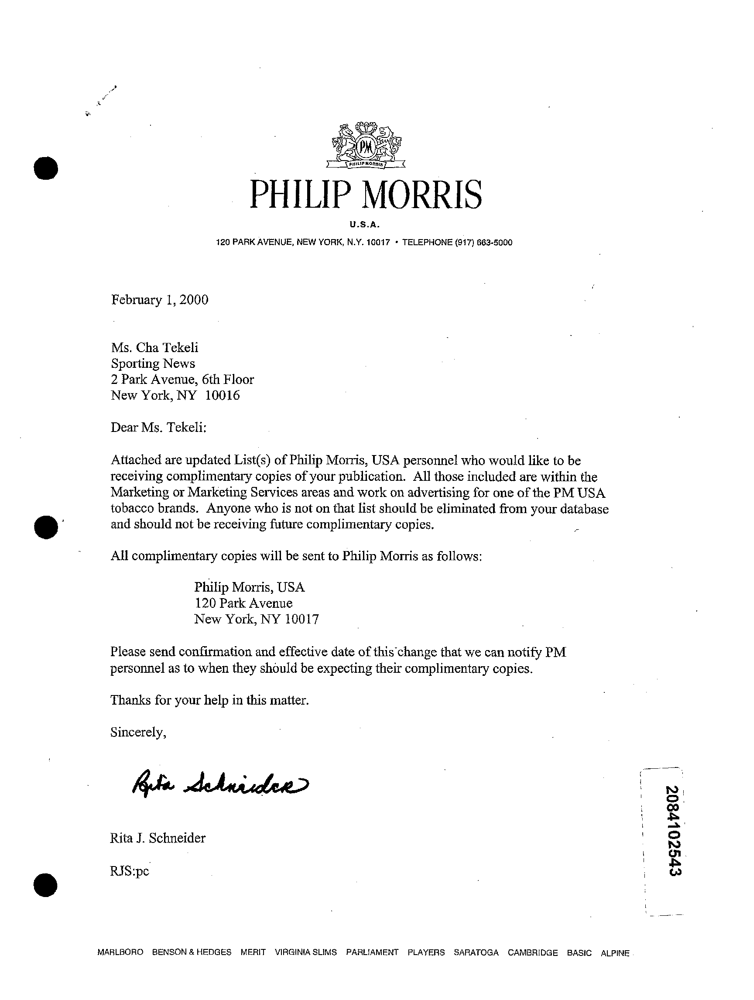 PM
PHILIP MORRIS
PHILIP MORRIS
U.S.A.
120 PARK AVENUE, NEW YORK, N.Y. 10017 • TELEPHONE (917) 663-5000
February 1, 2000
Ms. Cha Tekeli
Sporting News
2 Park Avenue, 6th Floor
New York, NY 10016
Dear Ms. Tekeli:
Attached are updated List(s) of Philip Morris, USA personnel who would like to be
receiving complimentary copies of your publication. All those included are within the
Marketing or Marketing Services areas and work on advertising for one of the PM USA
tobacco brands. Anyone who is not on that list should be eliminated from your database
and should not be receiving future complimentary copies.
All complimentary copies will be sent to Philip Morris as follows:
Philip Morris, USA
120 Park Avenue
New York, NY 10017
Please send confirmation and effective date of this change that we can notify PM
personnel as to when they should be expecting their complimentary copies.
Thanks for your help in this matter.
Sincerely,
Rita Schneider
Rita J. Schneider
RJS:pc
2084102543
MARLBORO BENSON & HEDGES MERIT VIRGINIA SLIMS PARLIAMENT PLAYERS SARATOGA CAMBRIDGE BASIC ALPINE